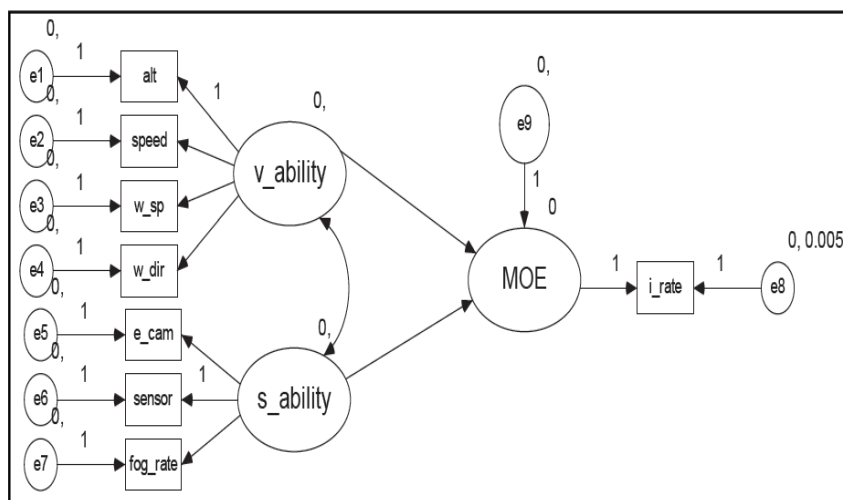 0,
1
e1
alt
1
0,
0,
0,
1
e2
speed
e9
0,
v_ability
1
e3
w_sp
1
0,
0
1
e4
w_dir
0, 0.005
0,
MOE
1
i_rate
1
e8
1
e5
e_cam
0,
0,
1
e6
sensor
1
s_ability
0,
1
e7
fog_rate